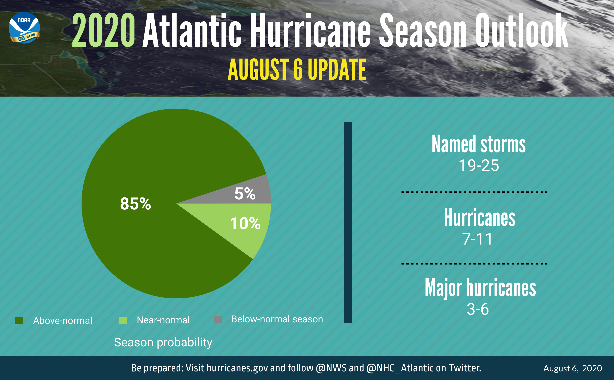 NOAA
2020 Atlantic Hurricane Season Outlook
AUGUST 6 UPDATE
85%
5%
10%
Above-normal
Near-normal
Below-normal season
Season probability
Named storms
19-25
Hurricanes
7-11
Major hurricanes
3-6
Be prepared: Visit hurricanes.gov and follow @NWS and @NHC_Atlantic on Twitter.
August 6, 2020